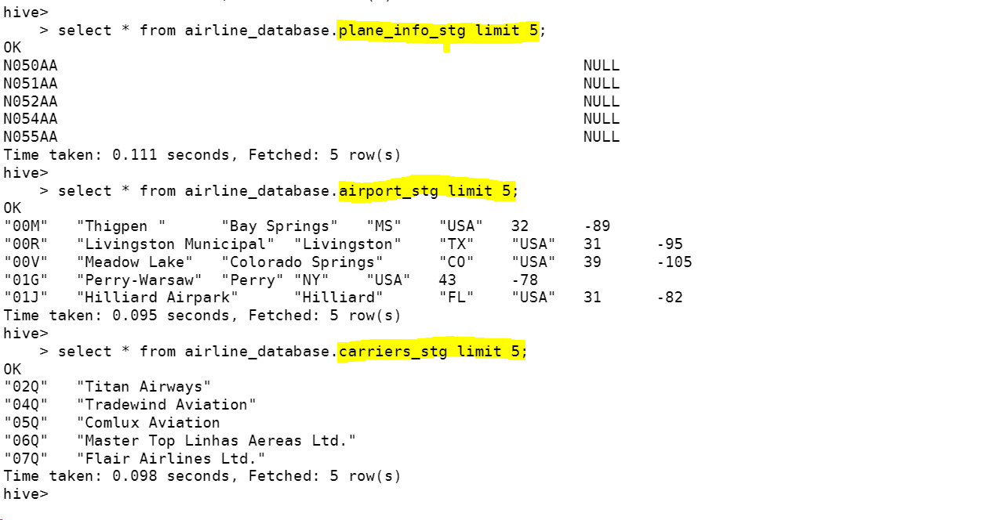 hive>
    > select * from airline_database.plane_info_stg limit 5;
OK
N050AA NULL
N051AA NULL
N052AA NULL
N054AA NULL
N055AA NULL
Time taken: 0.111 seconds, Fetched: 5 row(s)
hive>
    > select * from airline_database.airport_stg limit 5;
OK
"00M" "Thigpen " "Bay Springs" "MS" "USA" 32 -89
"00R" "Livingston Municipal" "Livingston" "TX" "USA" 31 -95
"00V" "Meadow Lake" "Colorado Springs" "CO" "USA" 39 -105
"01G" "Perry-Warsaw" "Perry" "NY" "USA" 43 -78
"01J" "Hilliard Airpark" "Hilliard" "FL" "USA" 31 -82
Time taken: 0.095 seconds, Fetched: 5 row(s)
hive>
    > select * from airline_database.carriers_stg limit 5;
OK
"02Q" "Titan Airways"
"04Q" "Tradewind Aviation"
"05Q" "Comlux Aviation
"06Q" "Master Top Linhas Aereas Ltd."
"07Q" "Flair Airlines Ltd."
Time taken: 0.098 seconds, Fetched: 5 row(s)
hive>